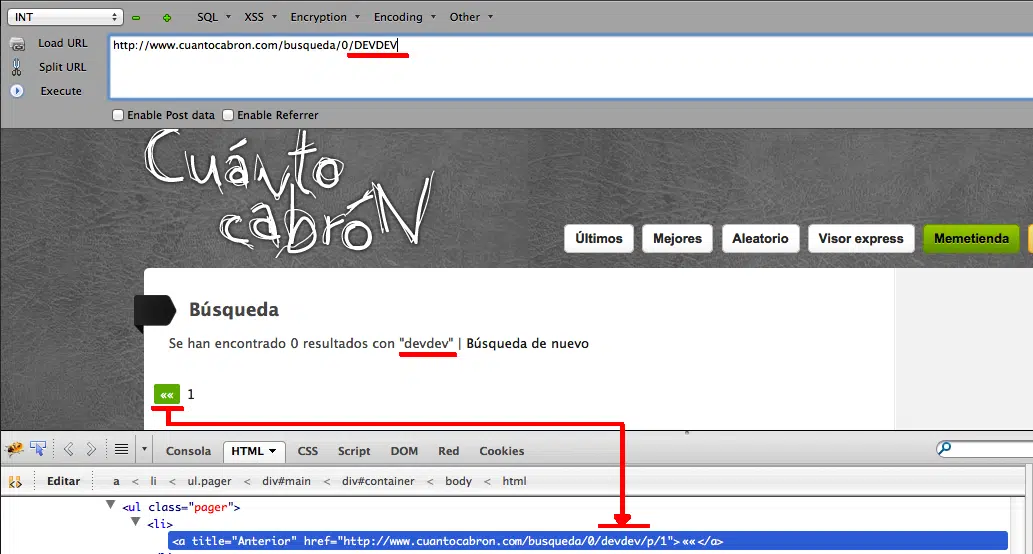 INT SQL XSS Encryption Encoding Other
Load URL
Split URL
Execute
http://www.cuantocabron.com/busqueda/0/DEVDEV
Enable Post data Enable Referrer
Cuánto
cabróN
Últimos Mejores Aleatorio Visor express Memetienda
Búsqueda
Se han encontrado 0 resultados con "devdev" | Búsqueda de nuevo
«« 1
Consola HTML CSS Script DOM Red Cookies
Editar a < li < ul.pager < div#main < div#container < body < html
<ul class="pager">
<li>
<a title="Anterior" href="http://www.cuantocabron.com/busqueda/0/devdev/p/1">««</a>